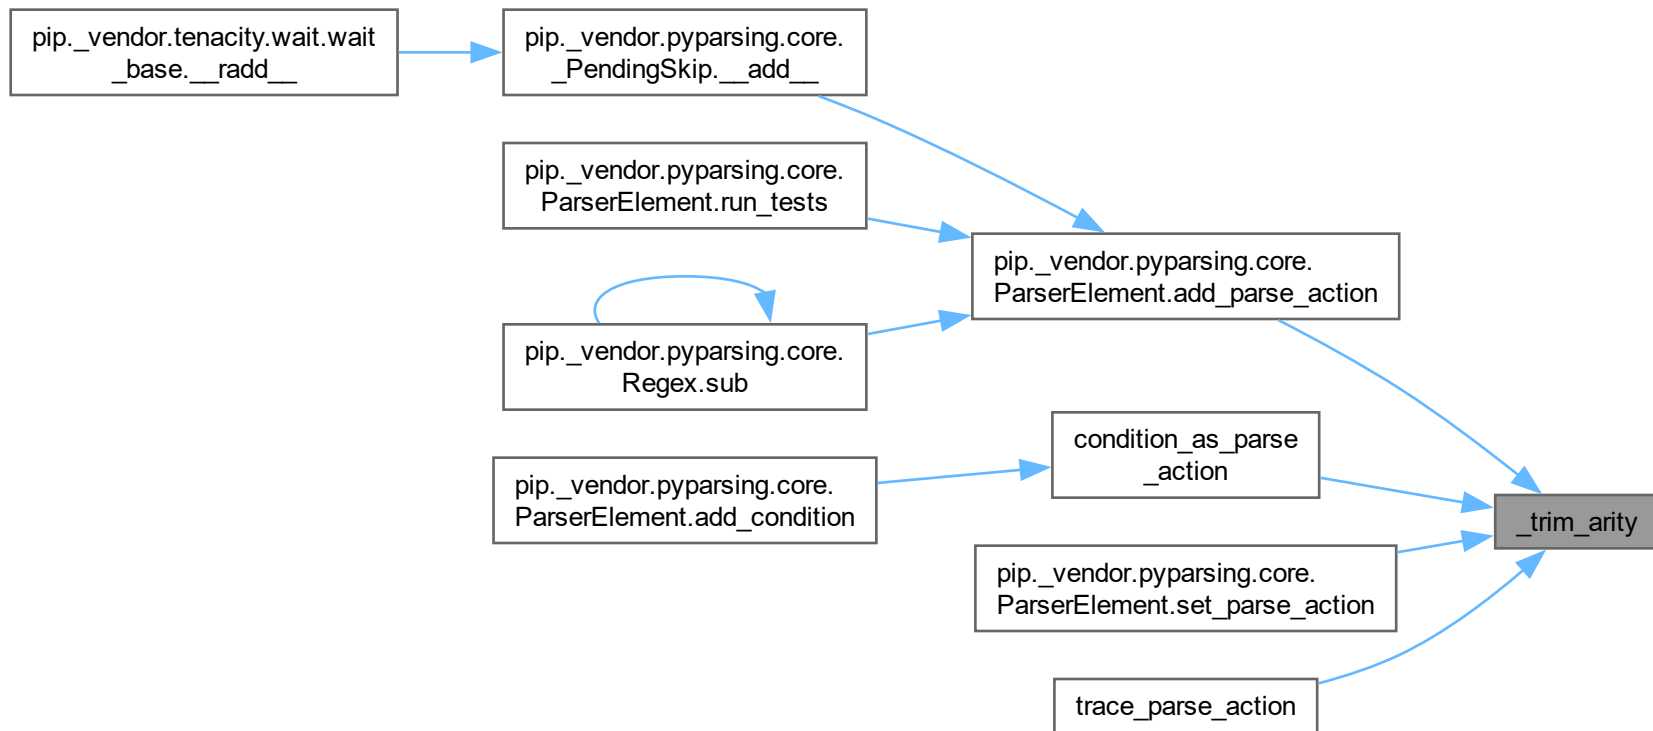 pip._vendor.tenacity.wait.wait
_base.__radd__
pip._vendor.pyparsing.core.
_PendingSkip.__add__
pip._vendor.pyparsing.core.
ParserElement.run_tests
pip._vendor.pyparsing.core.
ParserElement.add_parse_action
pip._vendor.pyparsing.core.
Regex.sub
condition_as_parse
_action
pip._vendor.pyparsing.core.
ParserElement.add_condition
_trim_arity
pip._vendor.pyparsing.core.
ParserElement.set_parse_action
trace_parse_action